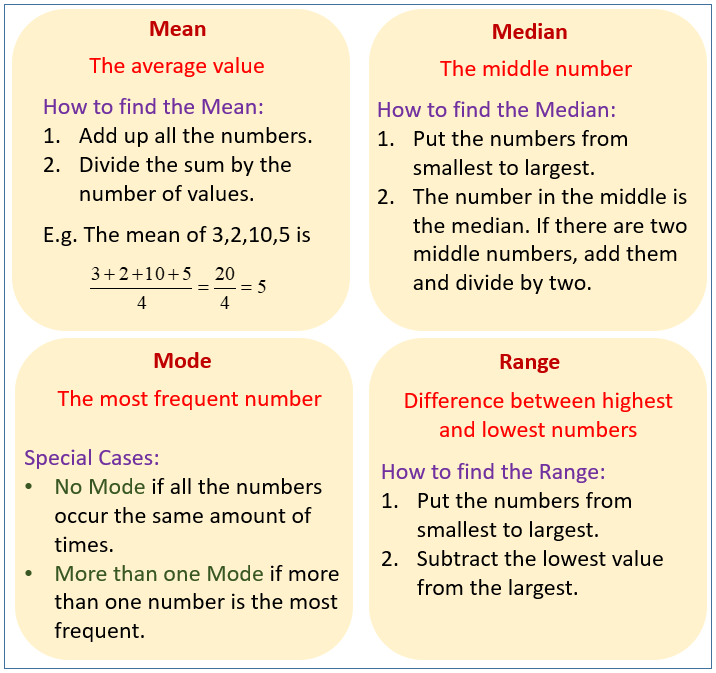 Mean
The average value
How to find the Mean:
1. Add up all the numbers.
2. Divide the sum by the
number of values.
E.g. The mean of 3,2,10,5 is
3+2+10+5 / 4 = 20 / 4 = 5
Median
The middle number
How to find the Median:
1. Put the numbers from
smallest to largest.
2. The number in the middle is
the median. If there are two
middle numbers, add them
and divide by two.
Mode
The most frequent number
Special Cases:
• No Mode if all the numbers
occur the same amount of
times.
• More than one Mode if more
than one number is the most
frequent.
Range
Difference between highest
and lowest numbers
How to find the Range:
1. Put the numbers from
smallest to largest.
2. Subtract the lowest value
from the largest.